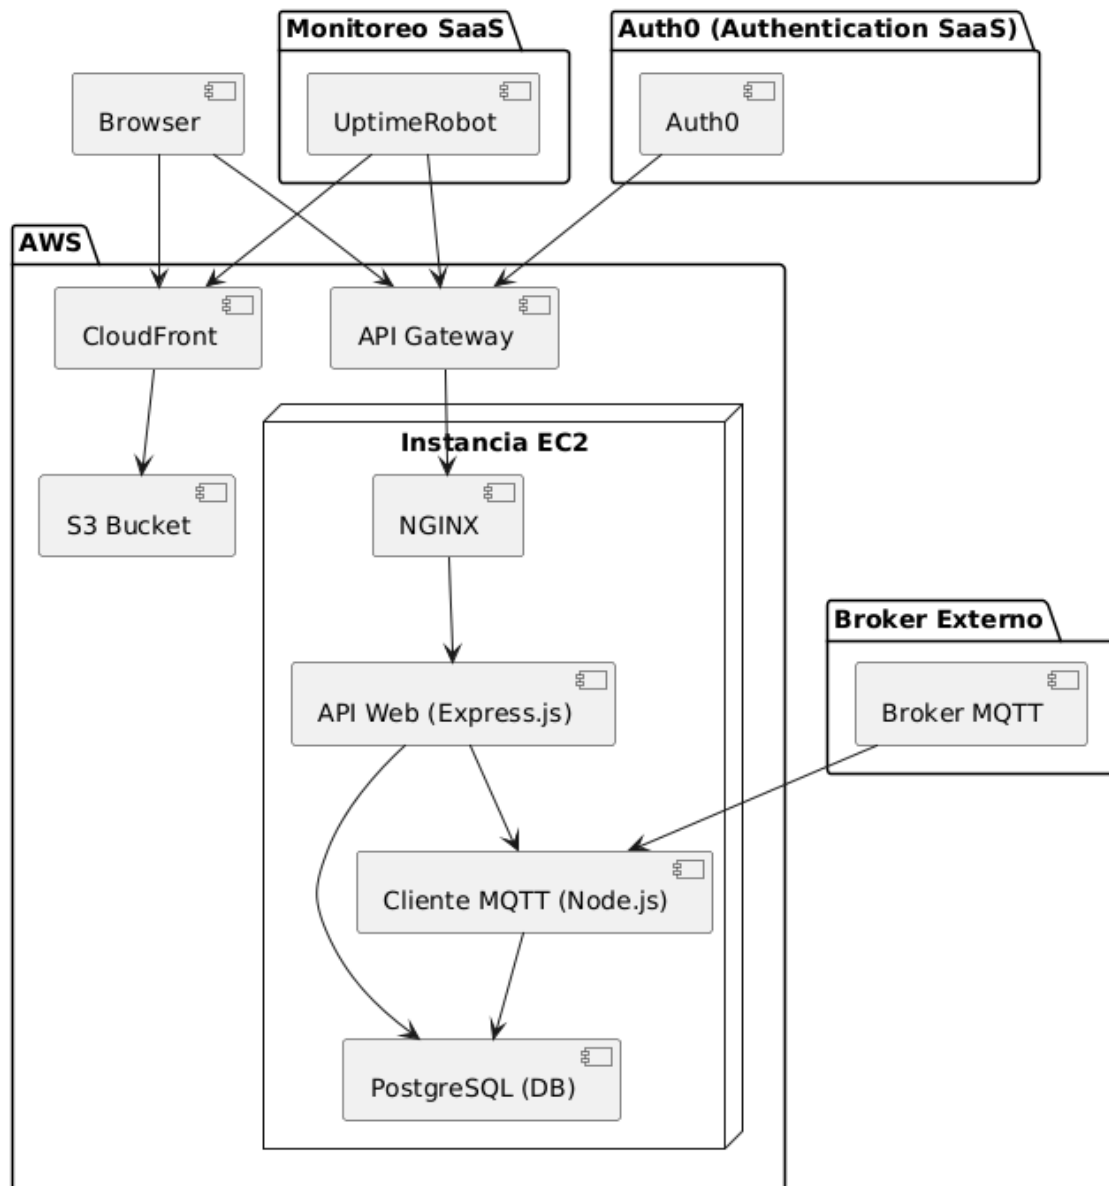 Monitoreo SaaS
Auth0 (Authentication SaaS)
Browser
UptimeRobot
Auth0
AWS
CloudFront
API Gateway
Instancia EC2
S3 Bucket
NGINX
Broker Externo
API Web (Express.js)
Broker MQTT
Cliente MQTT (Node.js)
PostgreSQL (DB)